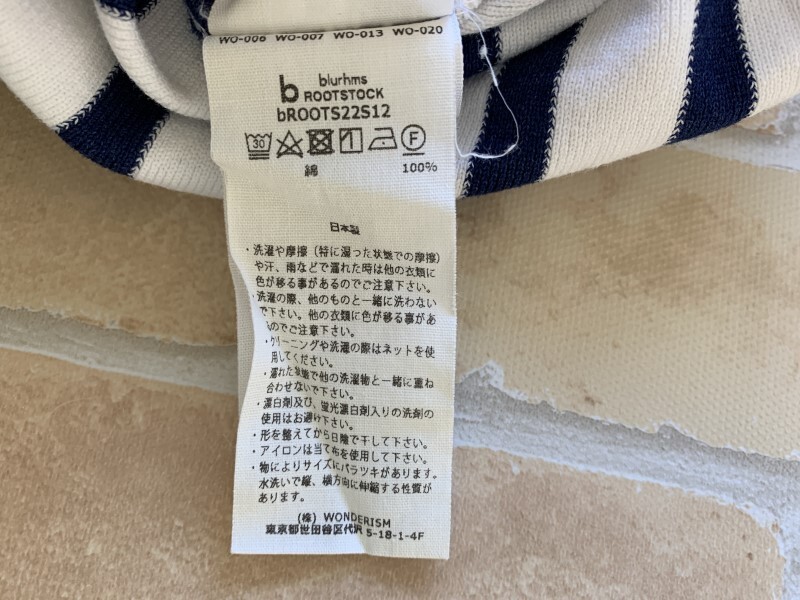 WO-006 WO-007 WO-013 WO-020
b blurhms
ROOTSTOCK
bROOTS22S12
30 F
綿 100%
日本製
・洗濯や摩擦（特に湿った状態での摩擦）
や汗、雨などで濡れた時は他の衣類に
色が移る事があるのでご注意下さい。
・洗濯の際、他のものと一緒に洗わない
で下さい。他の衣類に色が移る事があ
るのでご注意下さい。
・クリーニングや洗濯の際はネットを使
用してください。
・濡れた状態で他の洗濯物と一緒に重ね
合わせないで下さい。
・漂白剤及び、蛍光漂白剤入りの洗剤の
使用はお避け下さい。
・形を整えてから日陰で干して下さい。
・アイロンは当て布を使用して下さい。
・物によりサイズにバラツキがあります。
水洗いで縦、横方向に伸縮する性質が
あります。
(株) WONDERISM
東京都世田谷区代沢 5-18-1-4F